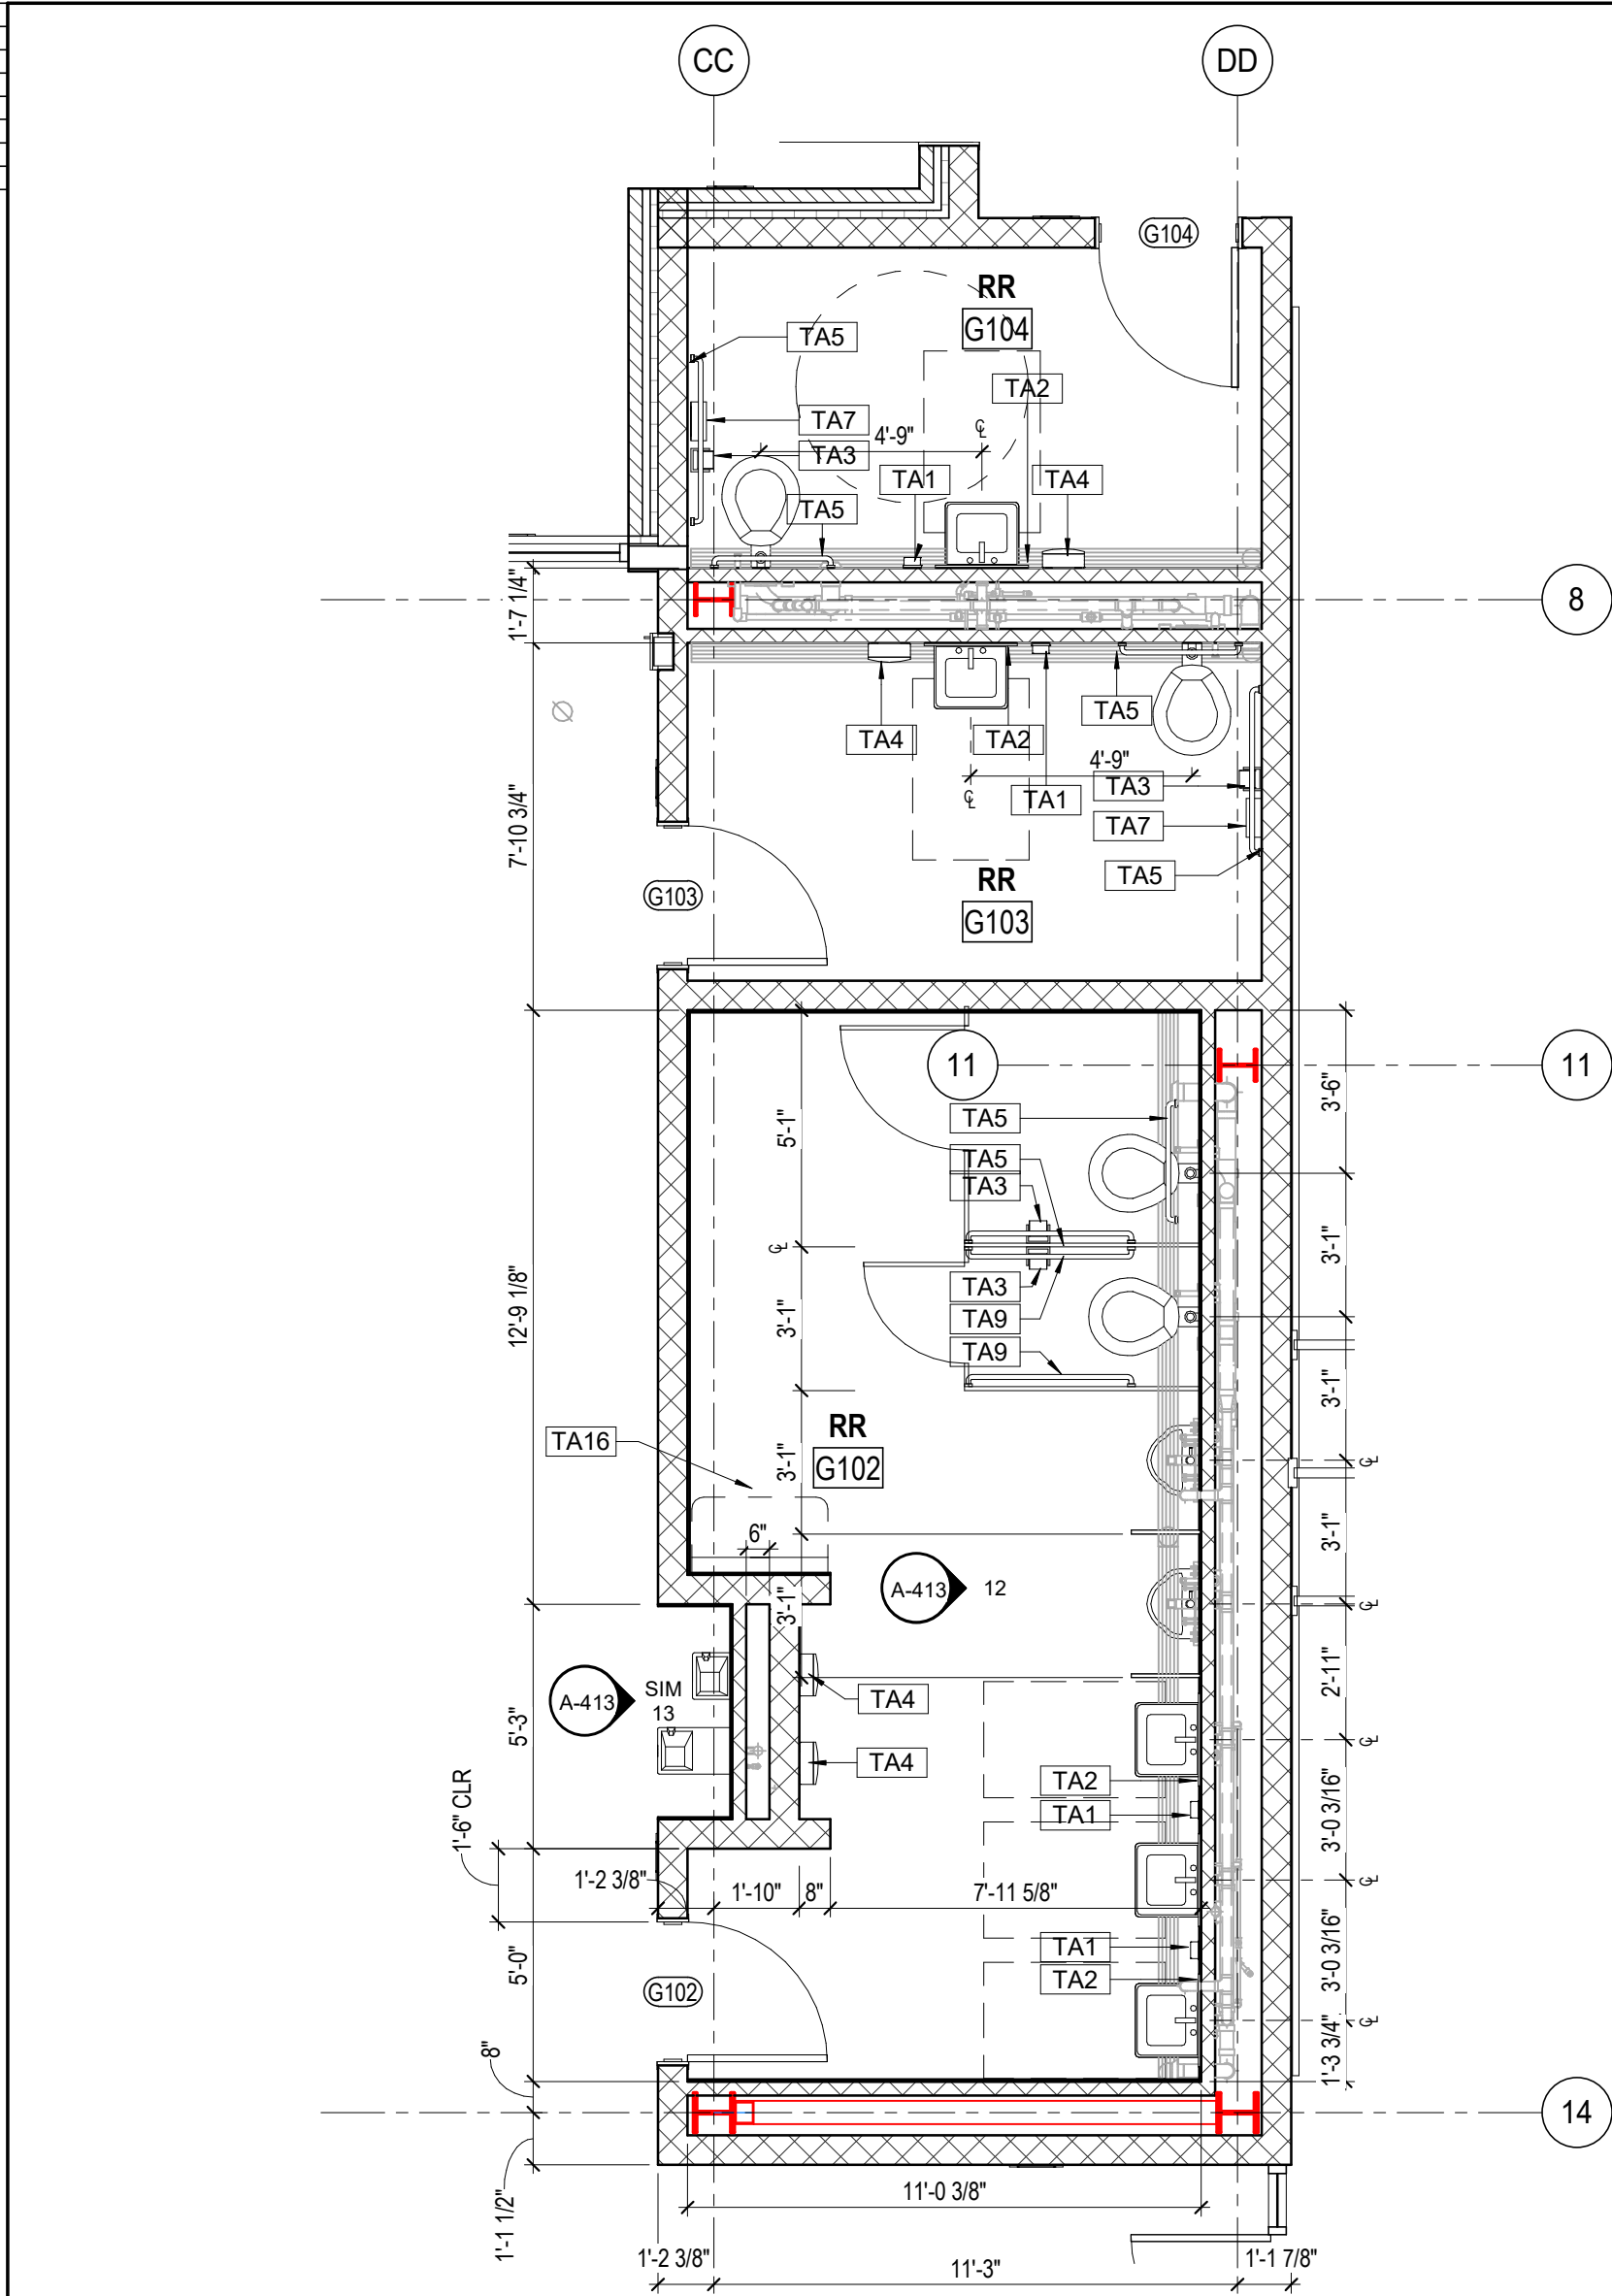 CC
DD
G104
RR
G104
TA5
TA2
TA7
4'-9"
℄
TA3
TA1
TA4
TA5
8
1'-7 1/4"
TA5
TA4
TA2
4'-9"
TA3
℄
TA1
7'-10 3/4"
TA7
RR
TA5
G103
G103
11
11
3'-6"
TA5
5'-1"
TA5
TA3
℄
3'-1"
TA3
3'-1"
TA9
12'-9 1/8"
TA9
3'-1"
RR
TA16
G102
3'-1"
℄
6"
3'-1"
A-413
12
3'-1"
℄
SIM
A-413
13
TA4
2'-11"
5'-3"
℄
TA4
TA2
1'-6" CLR
TA1
3'-0 3/16"
1'-2 3/8"
1'-10"
8"
7'-11 5/8"
℄
TA1
5'-0"
TA2
3'-0 3/16"
G102
℄
8"
1'-3 3/4"
14
1'-1 1/2"
11'-0 3/8"
1'-2 3/8"
11'-3"
1'-1 7/8"